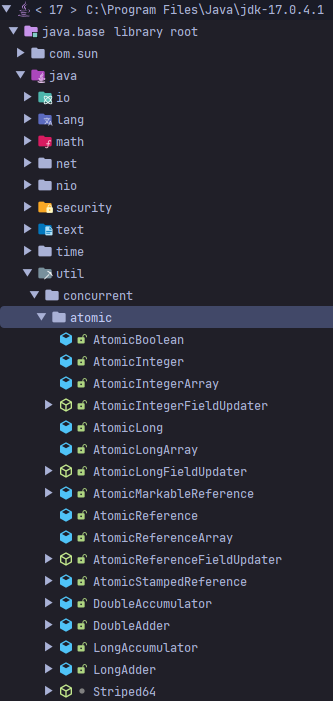 < 17 > C:\Program Files\Java\jdk-17.0.4.1
java.base library root
com.sun
java
io
lang
math
net
nio
security
text
time
util
concurrent
atomic
AtomicBoolean
AtomicInteger
AtomicIntegerArray
AtomicIntegerFieldUpdater
AtomicLong
AtomicLongArray
AtomicLongFieldUpdater
AtomicMarkableReference
AtomicReference
AtomicReferenceArray
AtomicReferenceFieldUpdater
AtomicStampedReference
DoubleAccumulator
DoubleAdder
LongAccumulator
LongAdder
Striped64